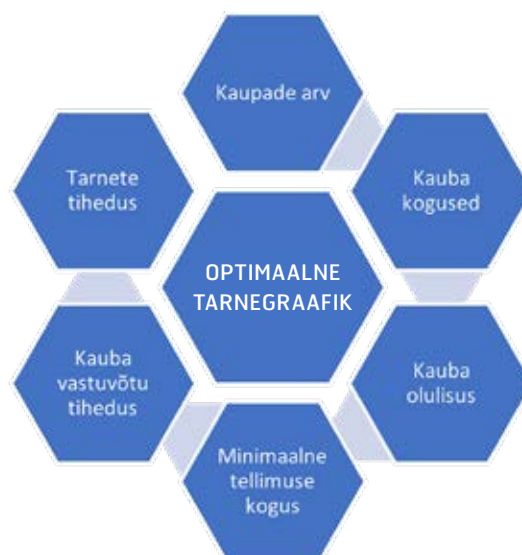 Kaupade arv
Kauba
kogused
Kauba
olulisus
Minimaalne
tellimuse
kogus
Kauba
vastuvõtu
tihedus
Tarnete
tihedus
OPTIMAALNE
TARNEGRAAFIK